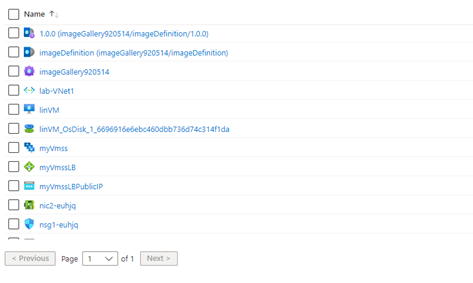 Name ↑↓
1.0.0 (imageGallery920514/imageDefinition/1.0.0)
imageDefinition (imageGallery920514/imageDefinition)
imageGallery920514
lab-VNet1
linVM
linVM_OsDisk_1_6696916e6ebc460dbb736d74c314f1da
myVmss
myVmssLB
myVmssLBPublicIP
nic2-euhjq
nsg1-euhjq
< Previous Page 1 of 1 Next >